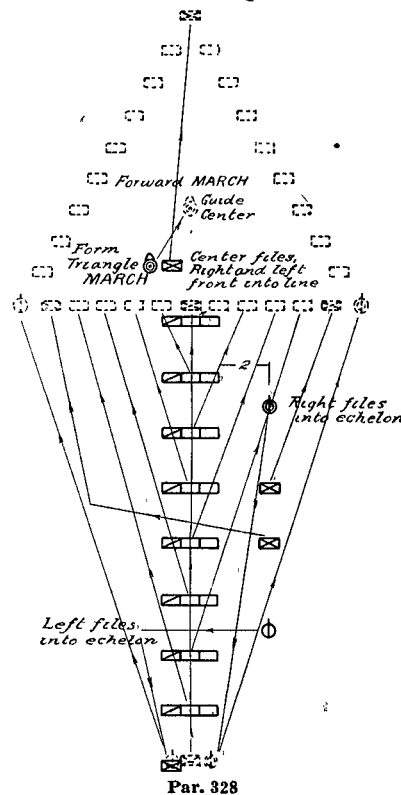 Forward MARCH
Guide
Center
Form
Triangle
MARCH
Center files,
Right and left
front into line
2
Right files
into echelon
Left files
into echelon
Par. 328